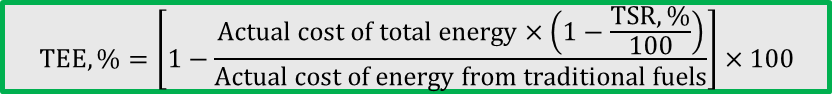 TEE, % = [1 − Actual cost of total energy × (1 − TSR, % / 100) / Actual cost of energy from traditional fuels] × 100